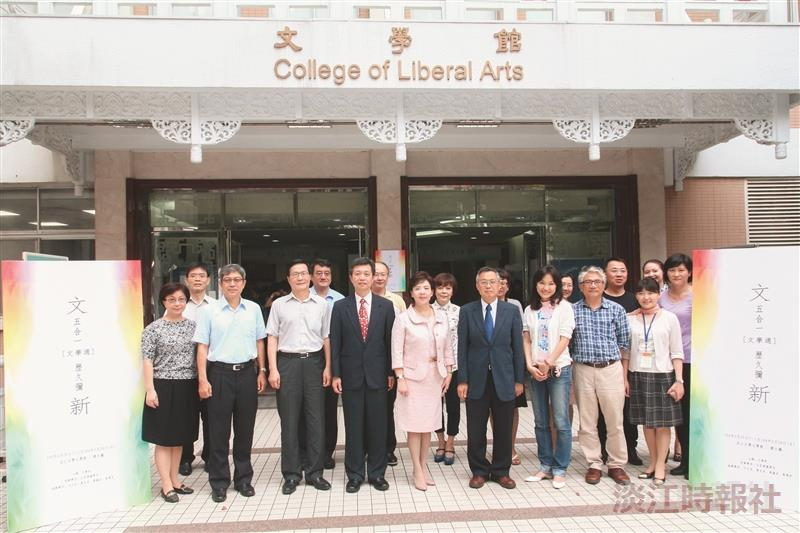 文學館
College of Liberal Arts
文
五合一
［文學週］
歷久彌
新
文
五合一
［文學週］
歷久彌
新
淡江時報社